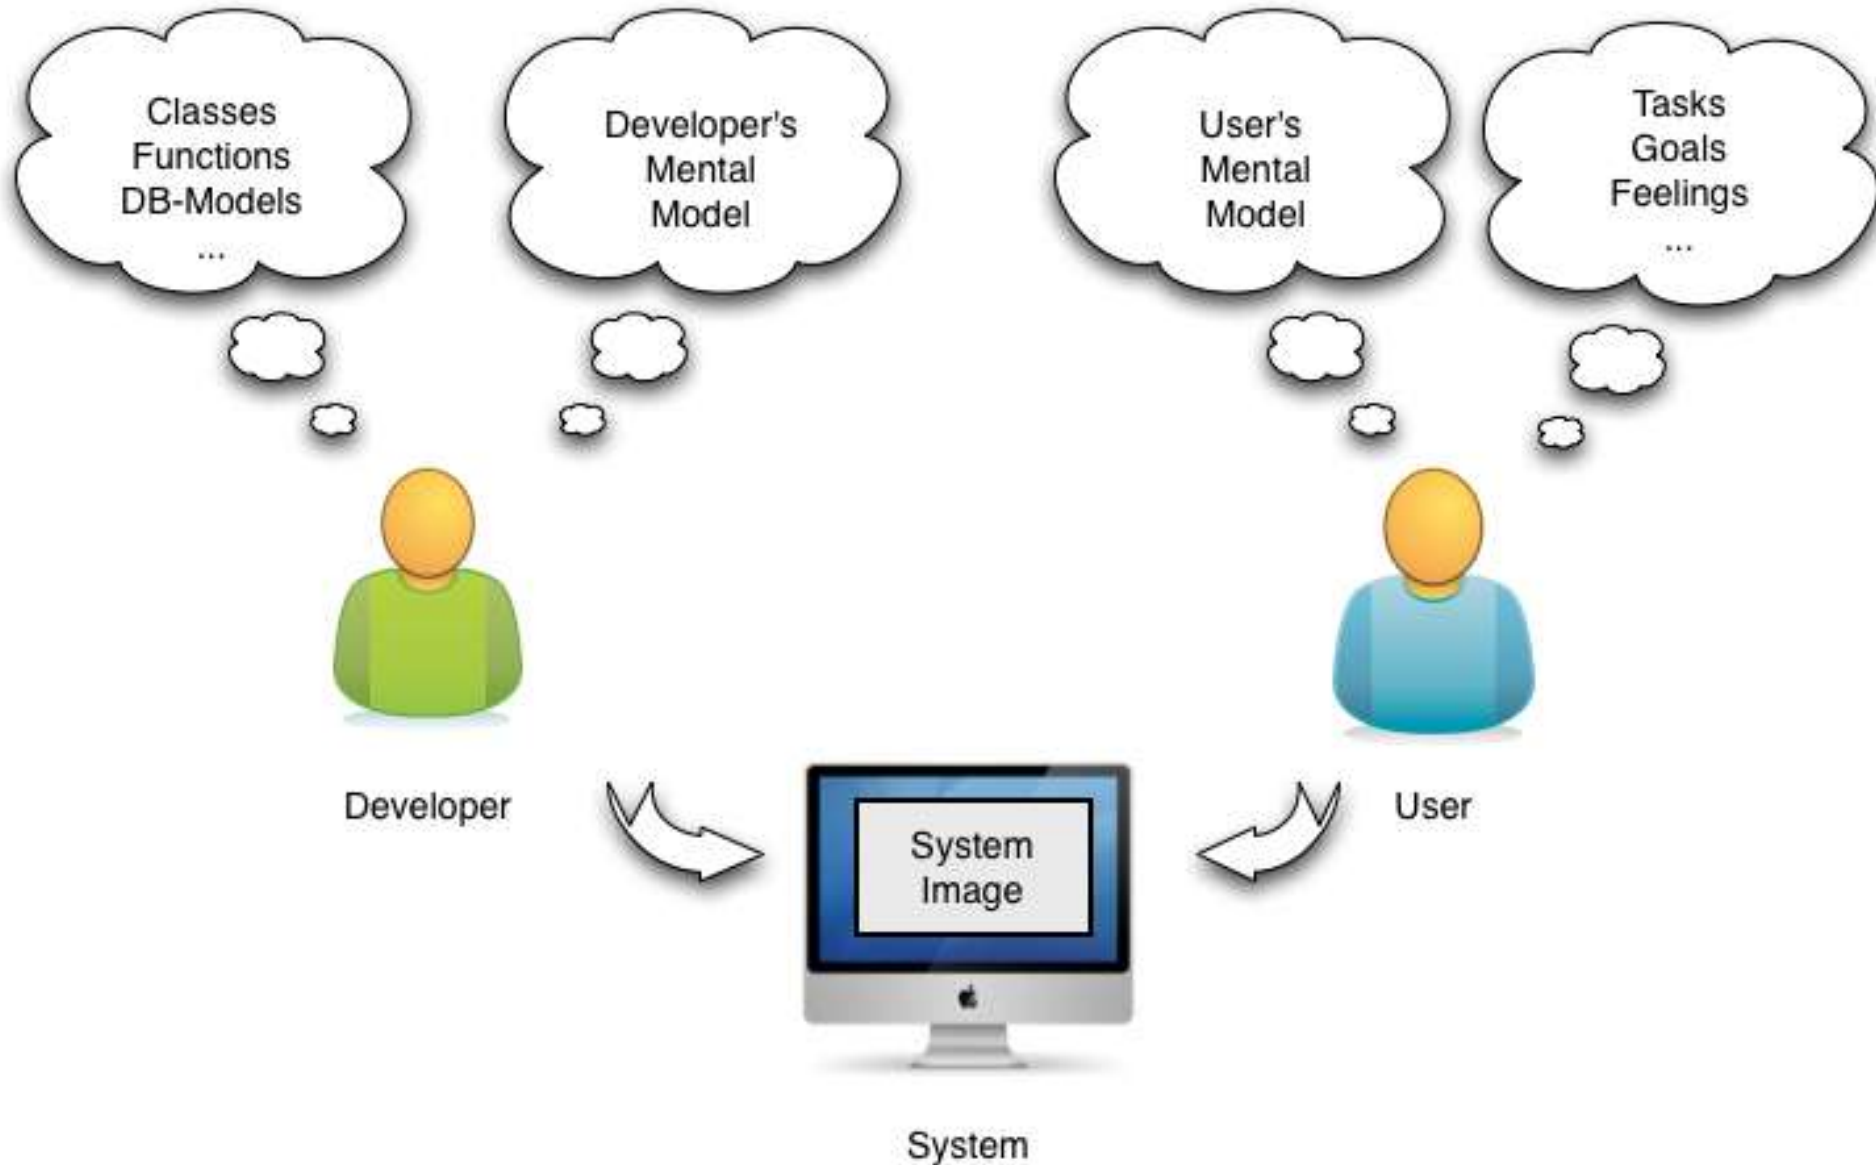 Classes
Functions
DB-Models
...
Developer's
Mental
Model
User's
Mental
Model
Tasks
Goals
Feelings
...
Developer
User
System
Image
System